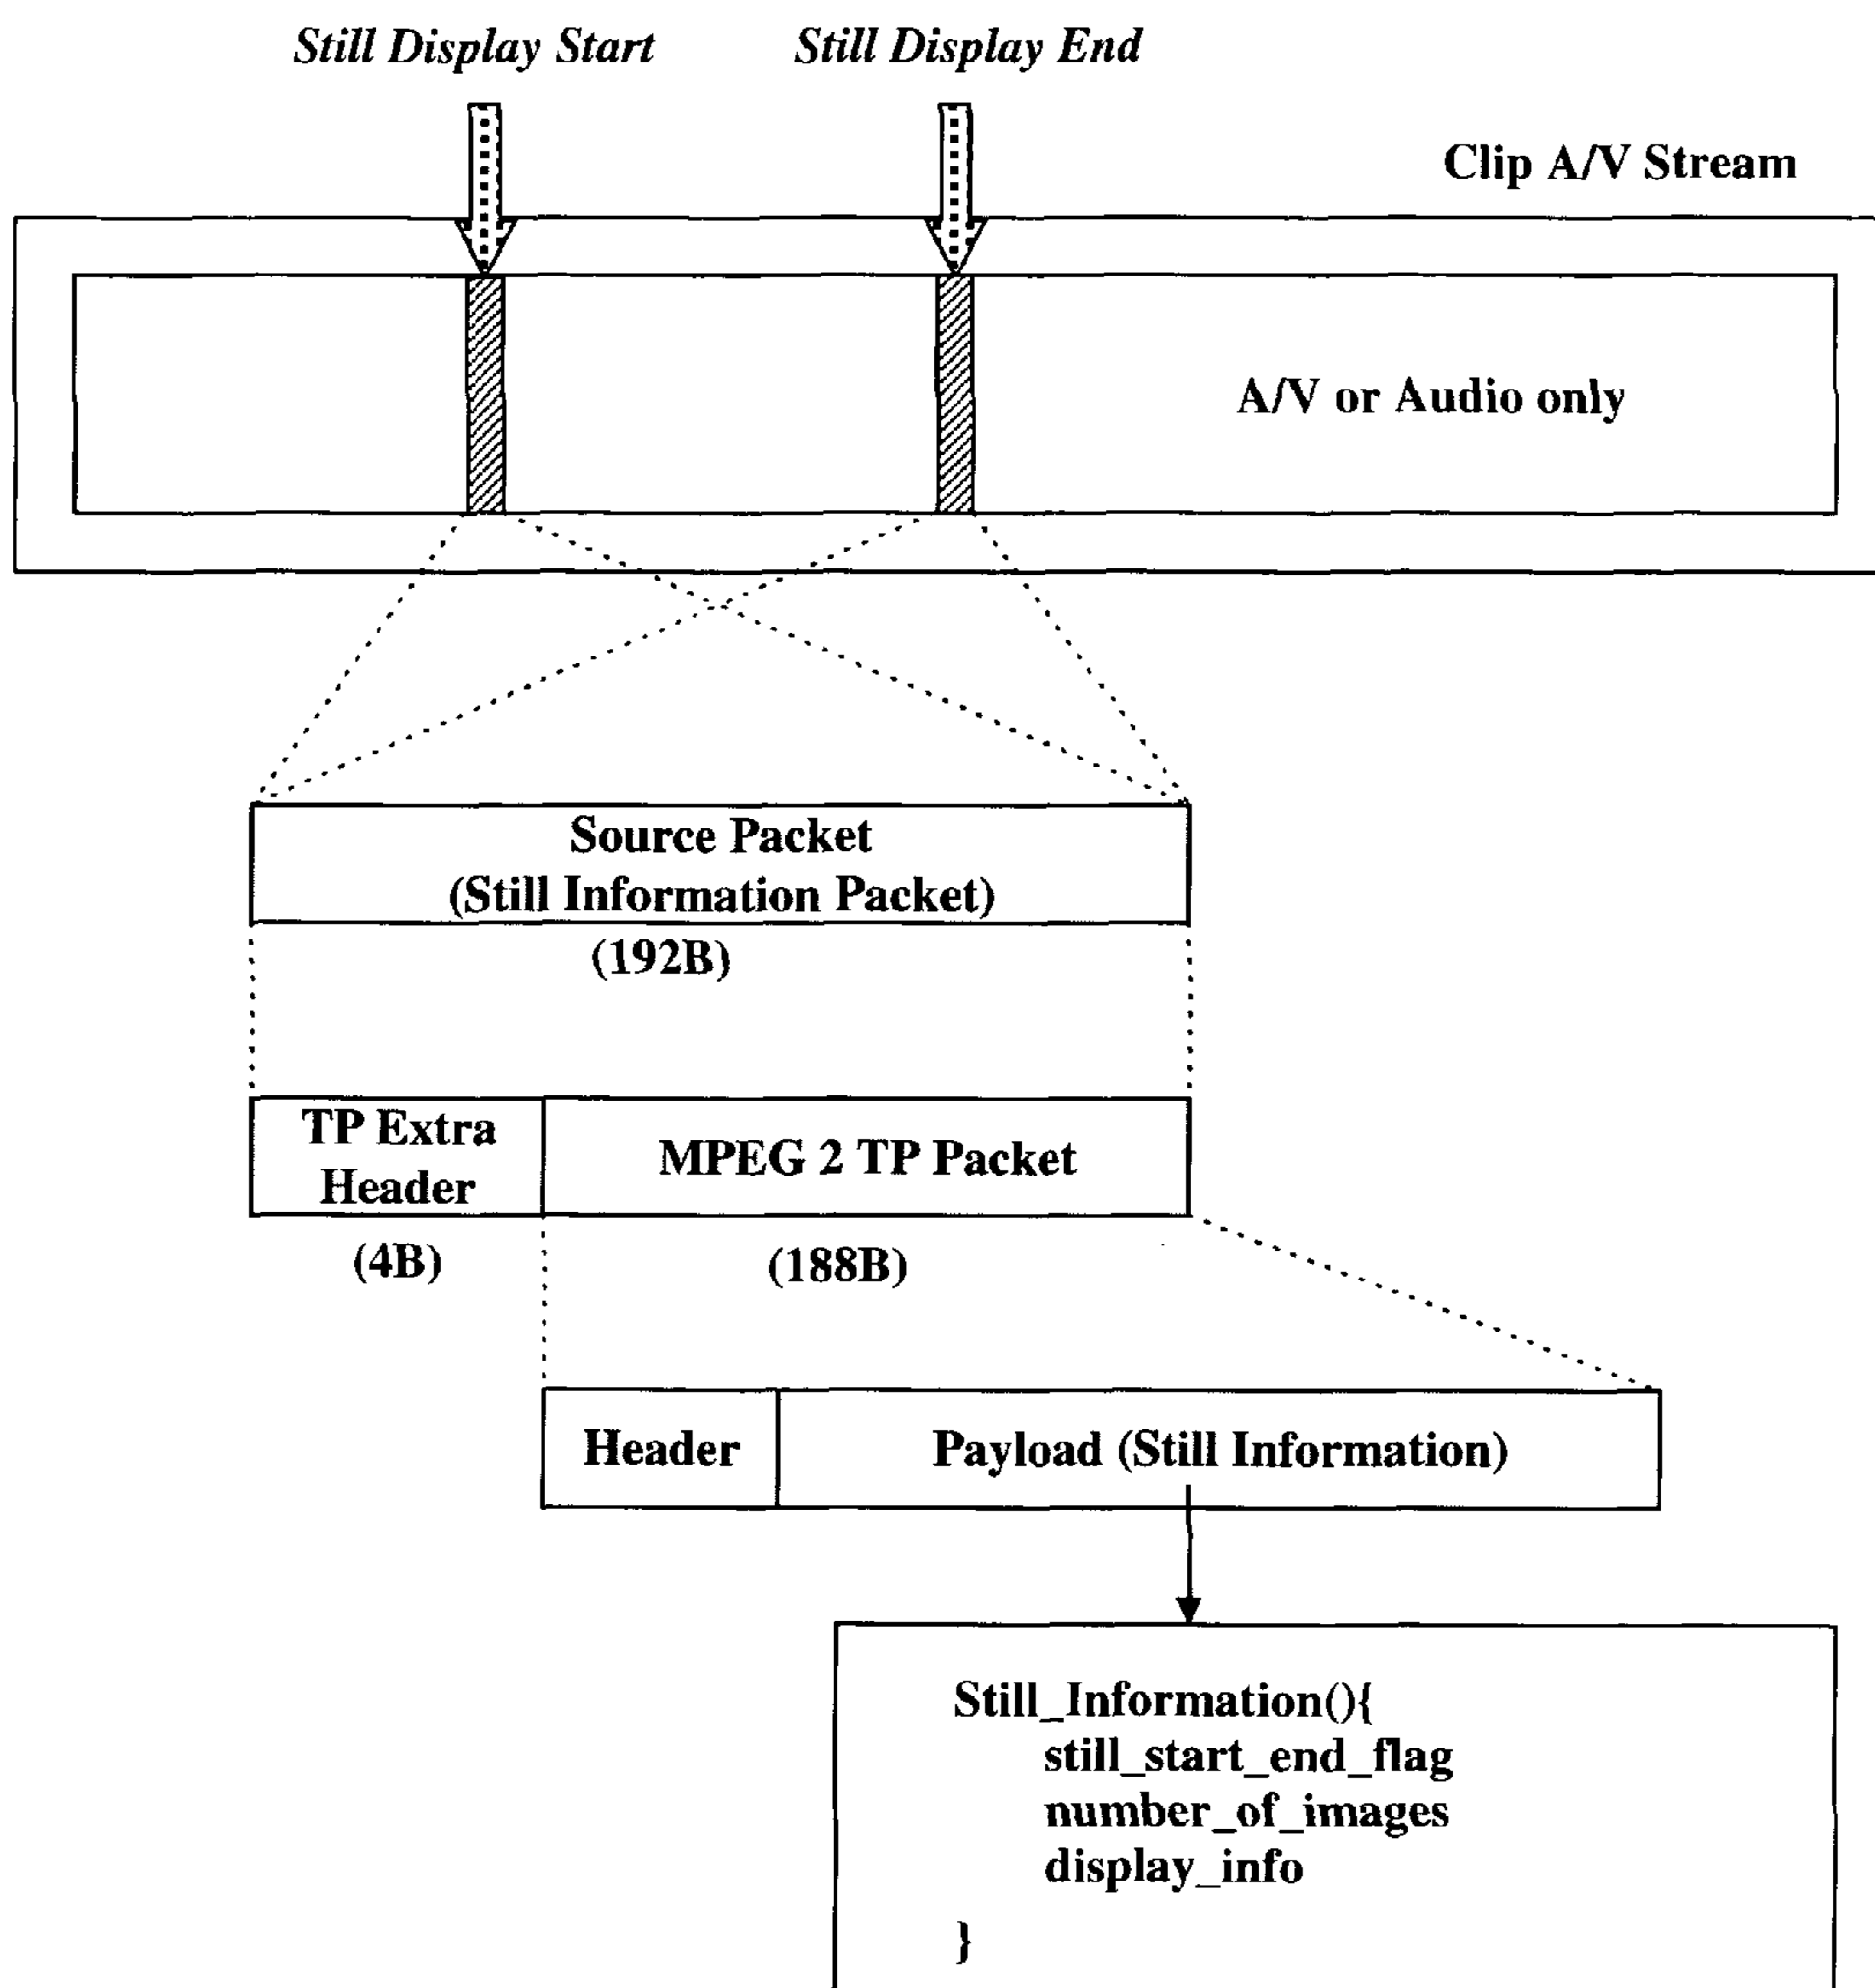 Still Display Start
Still Display End
Clip A/V Stream
A/V or Audio only
Source Packet
(Still Information Packet)
(192B)
TP Extra
Header
MPEG 2 TP Packet
(4B)
(188B)
Header
Payload (Still Information)
Still_Information(){
still_start_end_flag
number_of_images
display_info
}